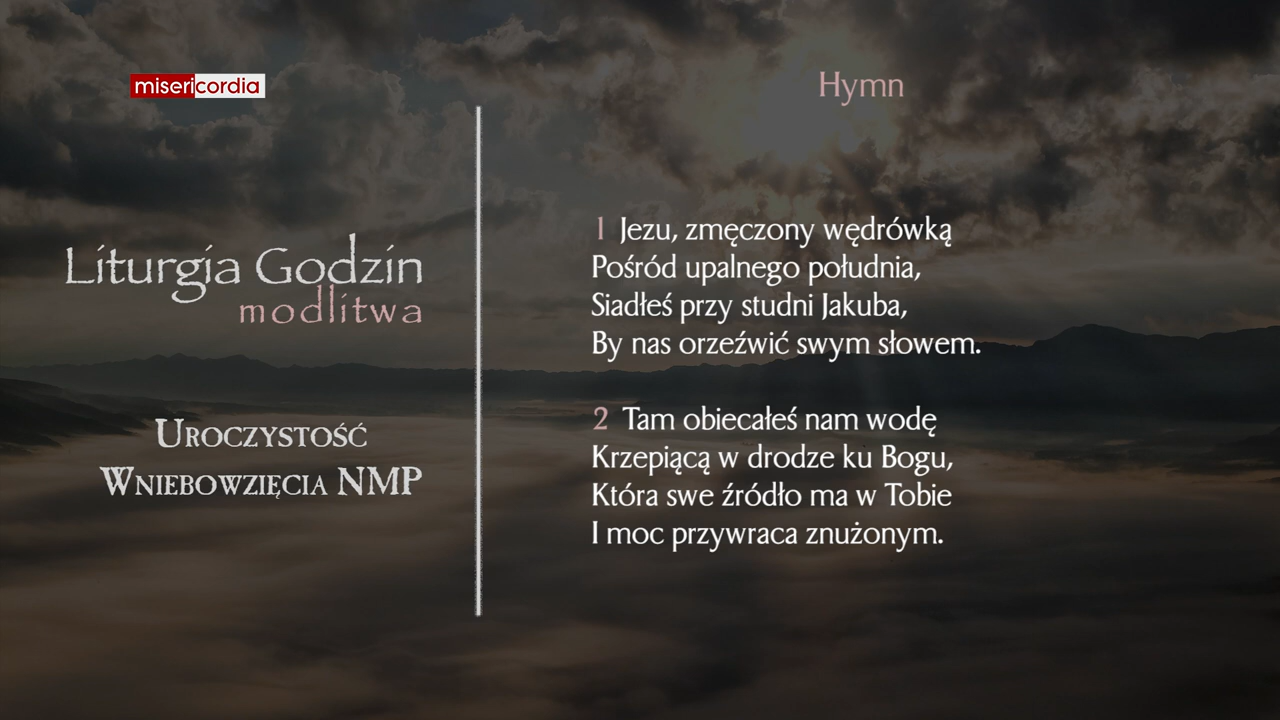 misericordia
Liturgia Godzin
modlitwa
Uroczystość
Wniebowzięcia NMP
Hymn
1 Jezu, zmęczony wędrówką
Pośród upalnego południa,
Siadłeś przy studni Jakuba,
By nas orzeźwić swym słowem.
2 Tam obiecałeś nam wodę
Krzepiącą w drodze ku Bogu,
Która swe źródło ma w Tobie
I moc przywraca znużonym.